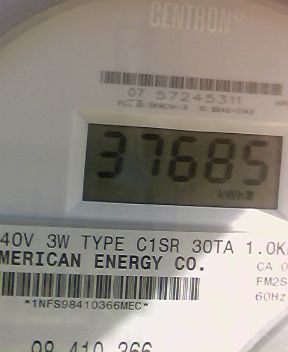 CENTRON®
07 57245311
37685
kWh
40V 3W TYPE C1SR 30TA 1.0K
MERICAN ENERGY CO.
CA 0
FM2S
60Hz
*1NFS98410366MEC*
98 410 366